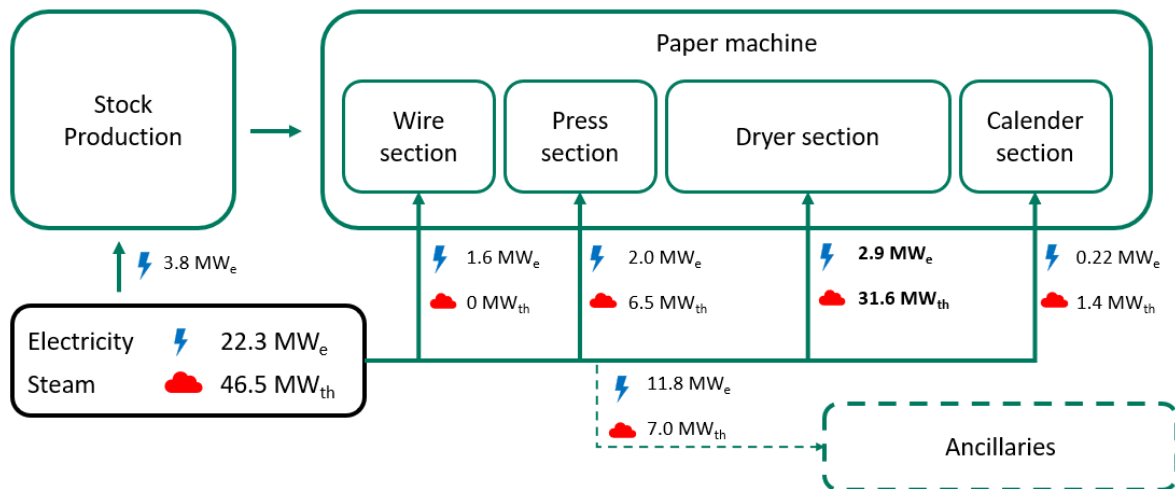 Stock
Production
Paper machine
Wire
section
Press
section
Dryer section
Calender
section
3.8 MWₑ
1.6 MWₑ
0 MWₜₕ
2.0 MWₑ
6.5 MWₜₕ
2.9 MWₑ
31.6 MWₜₕ
0.22 MWₑ
1.4 MWₜₕ
Electricity 22.3 MWₑ
Steam 46.5 MWₜₕ
11.8 MWₑ
7.0 MWₜₕ
Ancillaries